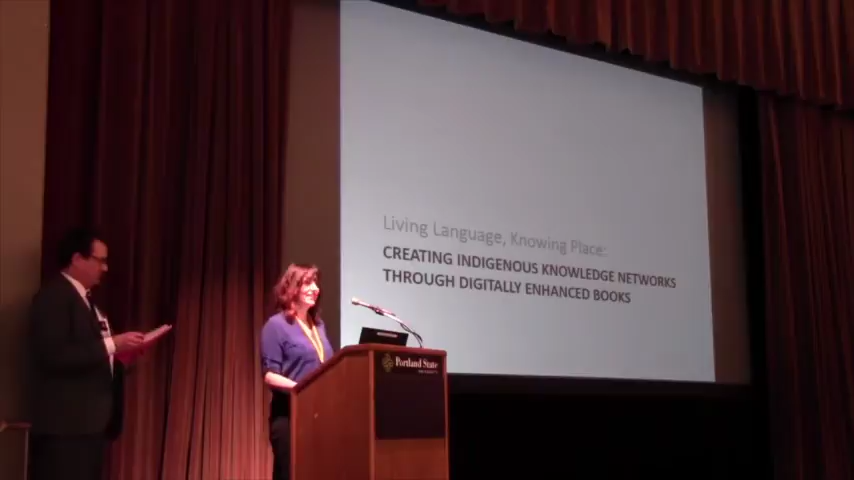 Living Language, Knowing Place:
CREATING INDIGENOUS KNOWLEDGE NETWORKS
THROUGH DIGITALLY ENHANCED BOOKS
Portland State